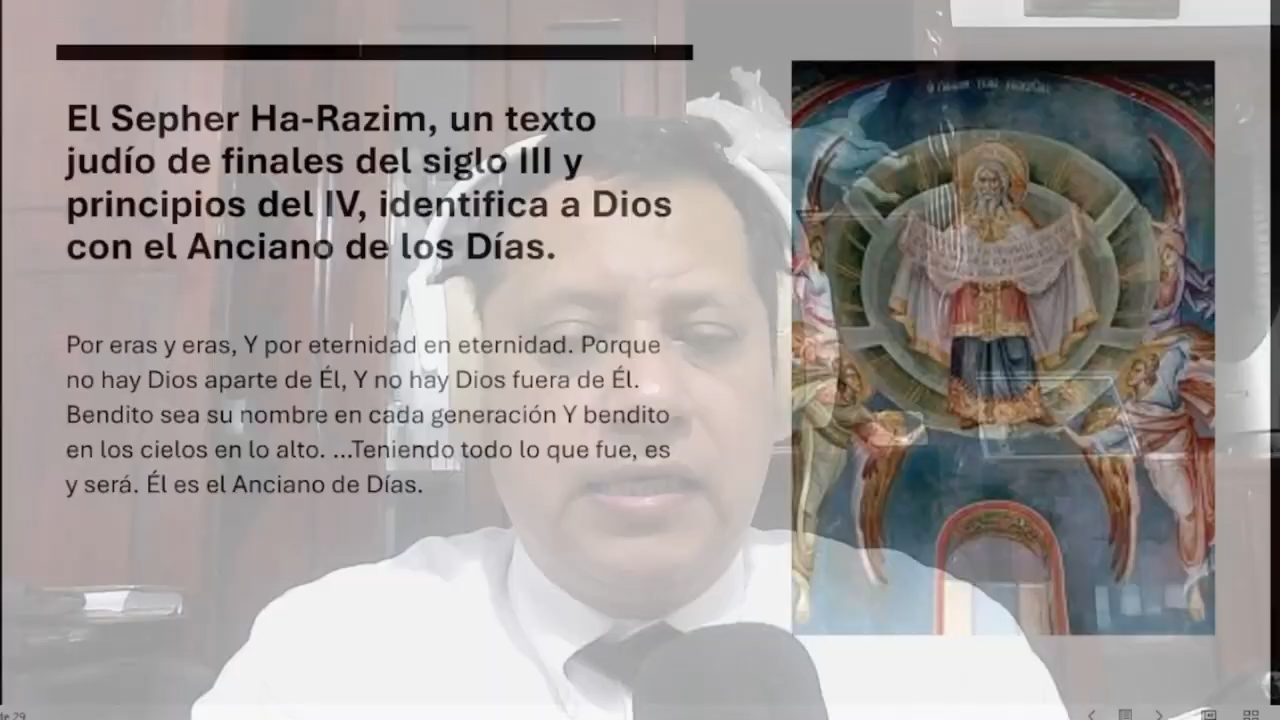 El Sepher Ha-Razim, un texto
judío de finales del siglo III y
principios del IV, identifica a Dios
con el Anciano de los Días.
Por eras y eras, Y por eternidad en eternidad. Porque
no hay Dios aparte de Él, Y no hay Dios fuera de Él.
Bendito sea su nombre en cada generación Y bendito
en los cielos en lo alto. ...Teniendo todo lo que fue, es
y será. Él es el Anciano de Días.
de 29